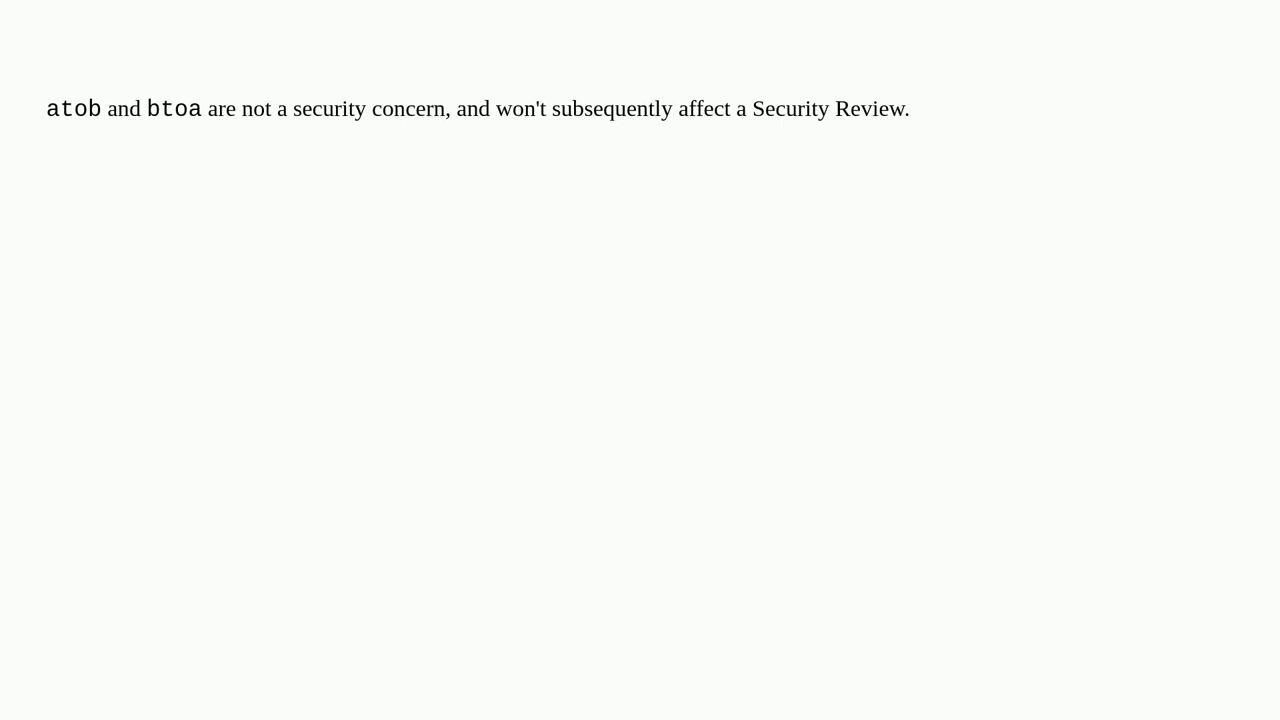 atob and btoa are not a security concern, and won't subsequently affect a Security Review.